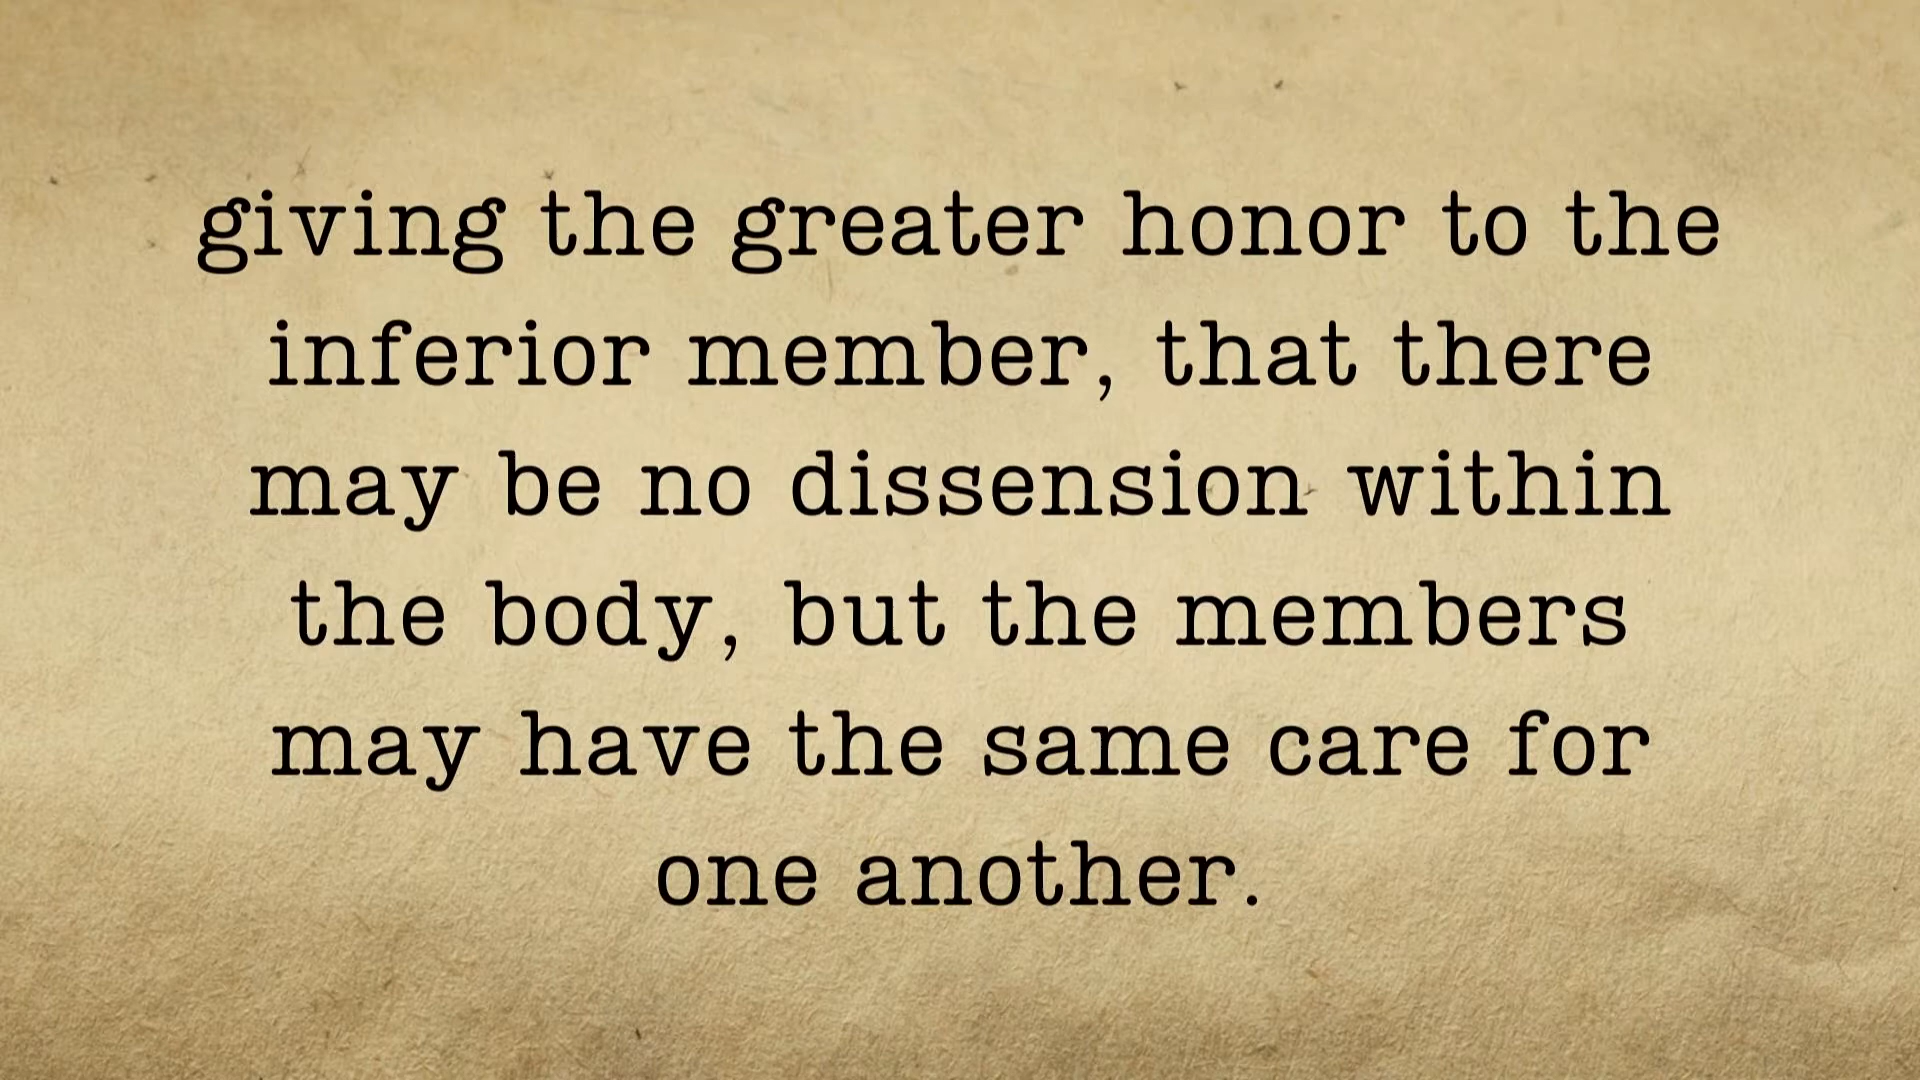 giving the greater honor to the
inferior member, that there
may be no dissension within
the body, but the members
may have the same care for
one another.